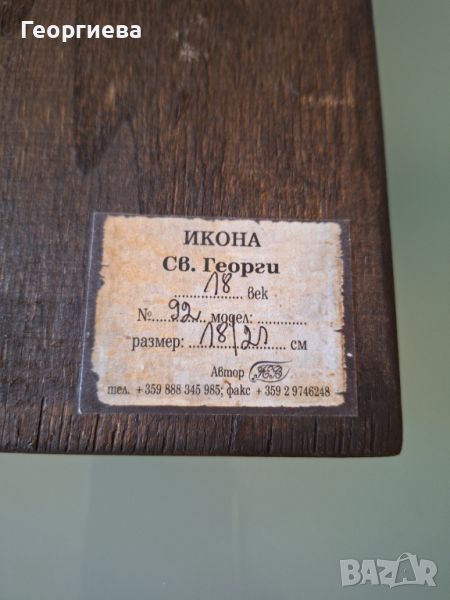 Георгиева
ИКОНА
Св. Георги
18 век
№ 92 модел:
размер: 18/21 см
Автор
тел. +359 888 345 985; факс +359 2 9746248
BAZAR